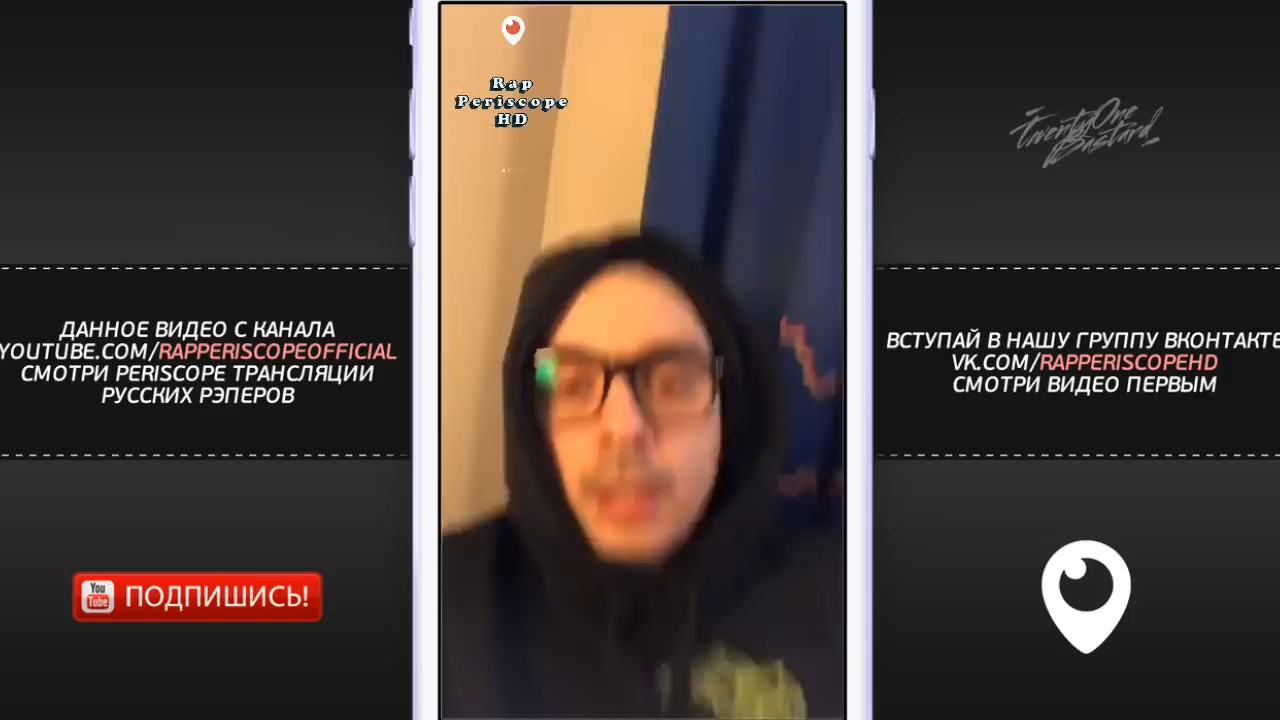 Rap
Periscope
HD
TwentyOne
Bastard
ДАННОЕ ВИДЕО С КАНАЛА
YOUTUBE.COM/RAPPERISCOPEOFFICIAL
СМОТРИ PERISCOPE ТРАНСЛЯЦИИ
РУССКИХ РЭПЕРОВ
ВСТУПАЙ В НАШУ ГРУППУ ВКОНТАКТЕ
VK.COM/RAPPERISCOPEHD
СМОТРИ ВИДЕО ПЕРВЫМ
You
Tube
ПОДПИШИСЬ!